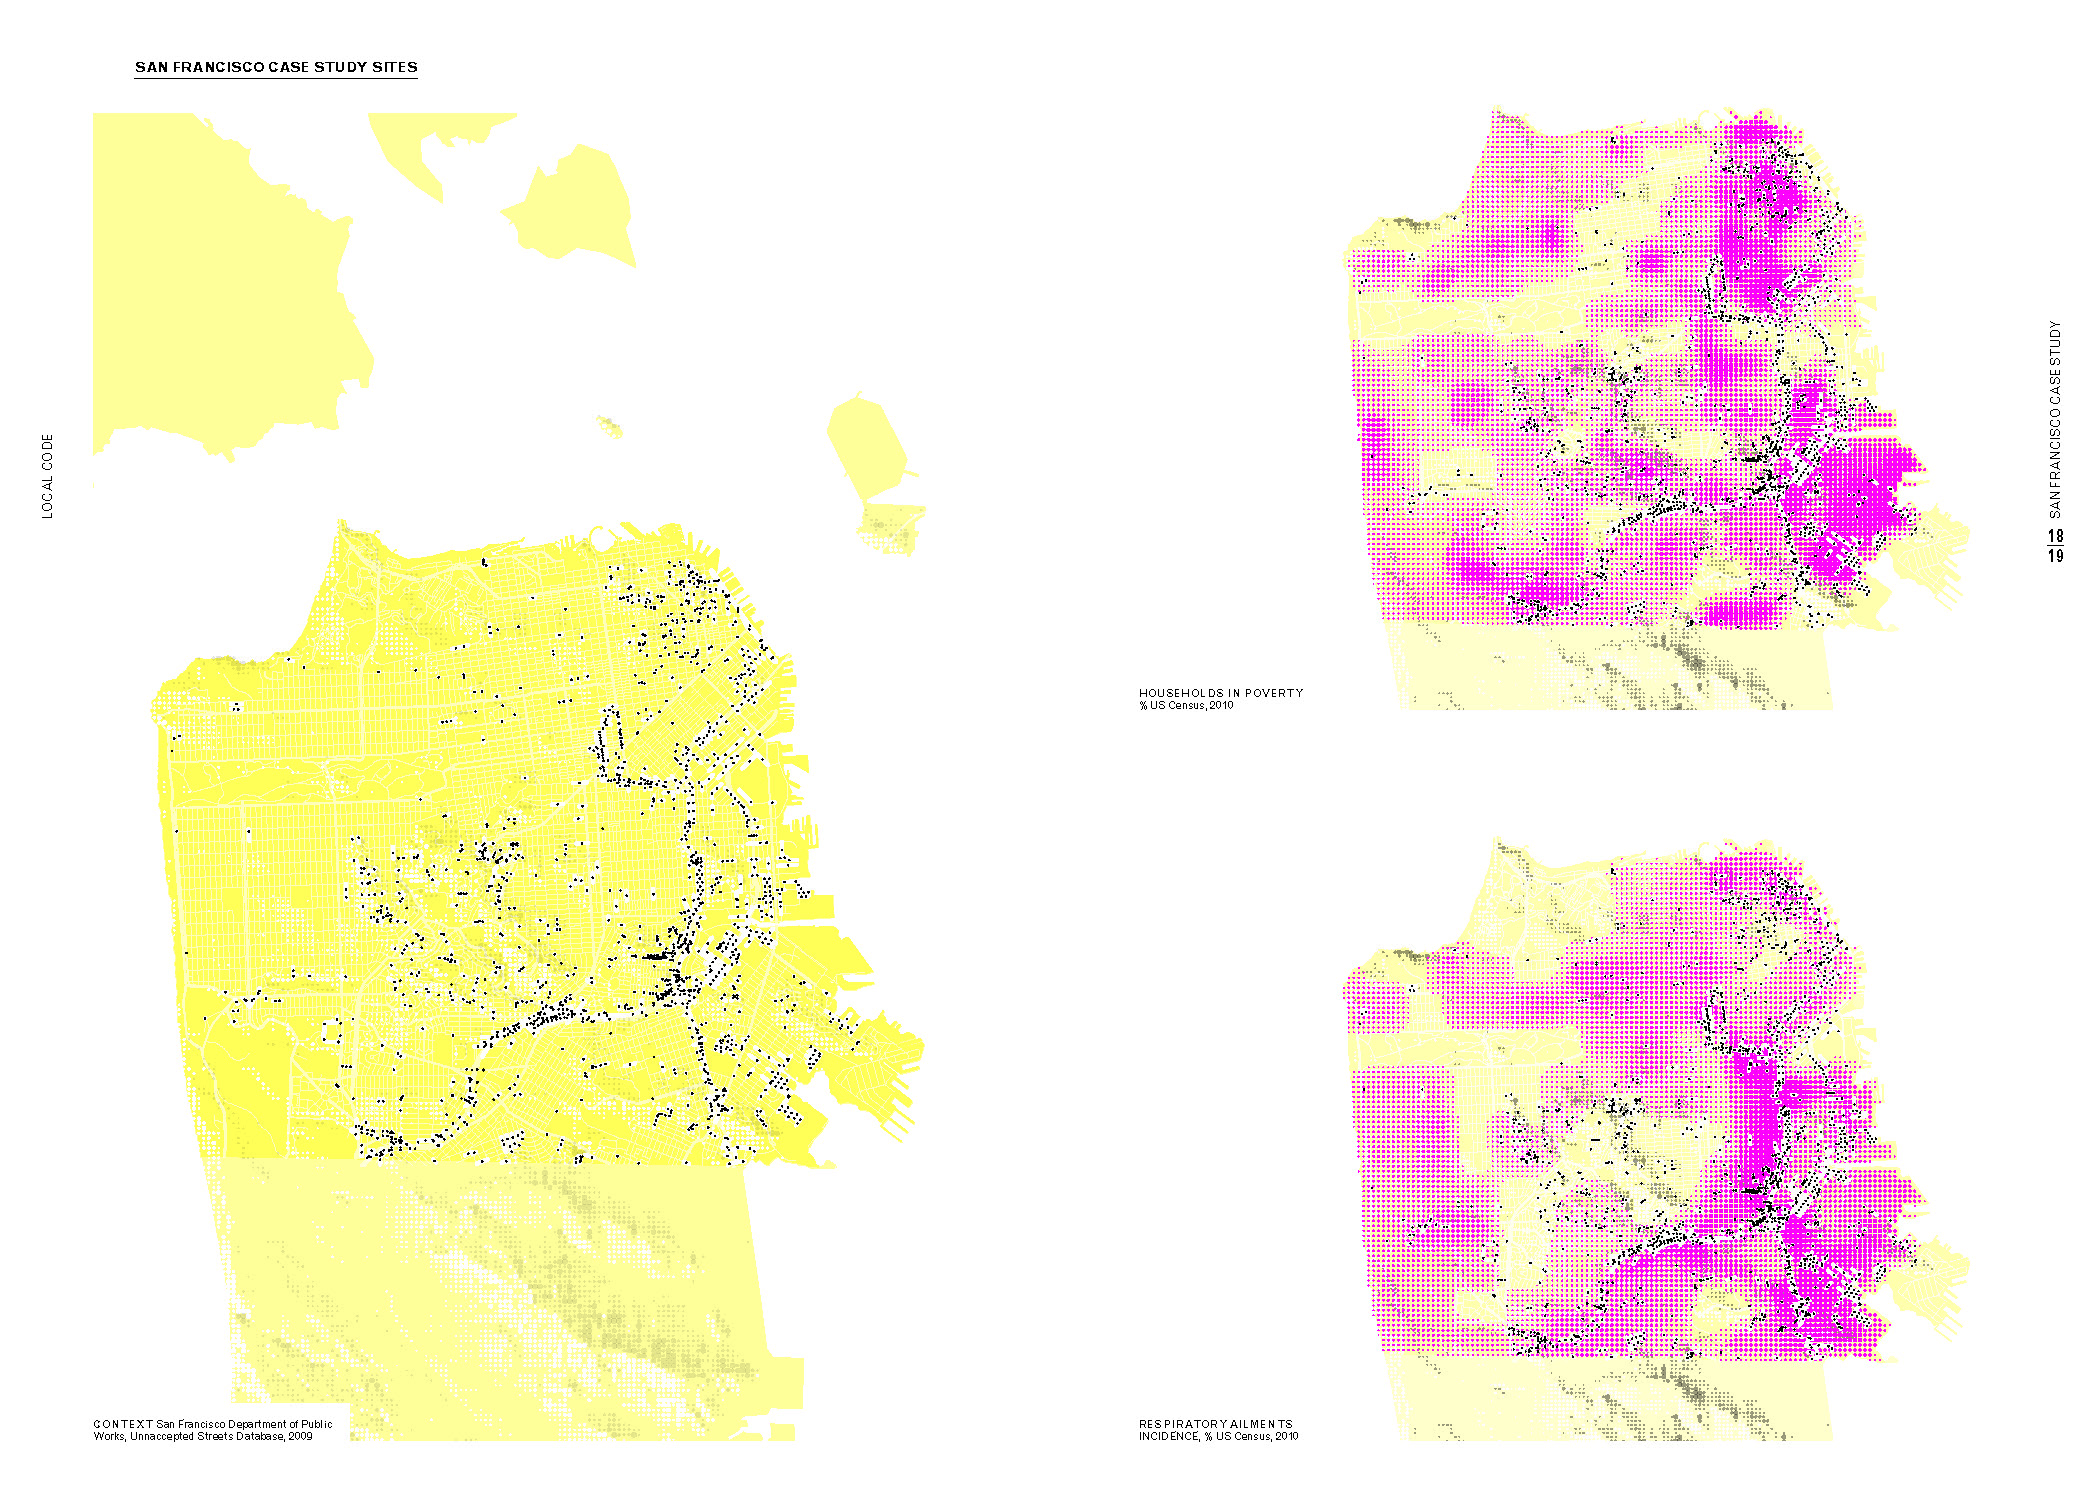 SAN FRANCISCO CASE STUDY SITES
LOCAL CODE
CONTEXT San Francisco Department of Public
Works, Unnaccepted Streets Database, 2009
HOUSEHOLDS IN POVERTY
% US Census, 2010
RESPIRATORY AILMENTS
INCIDENCE, % US Census, 2010
SAN FRANCISCO CASE STUDY
18
19